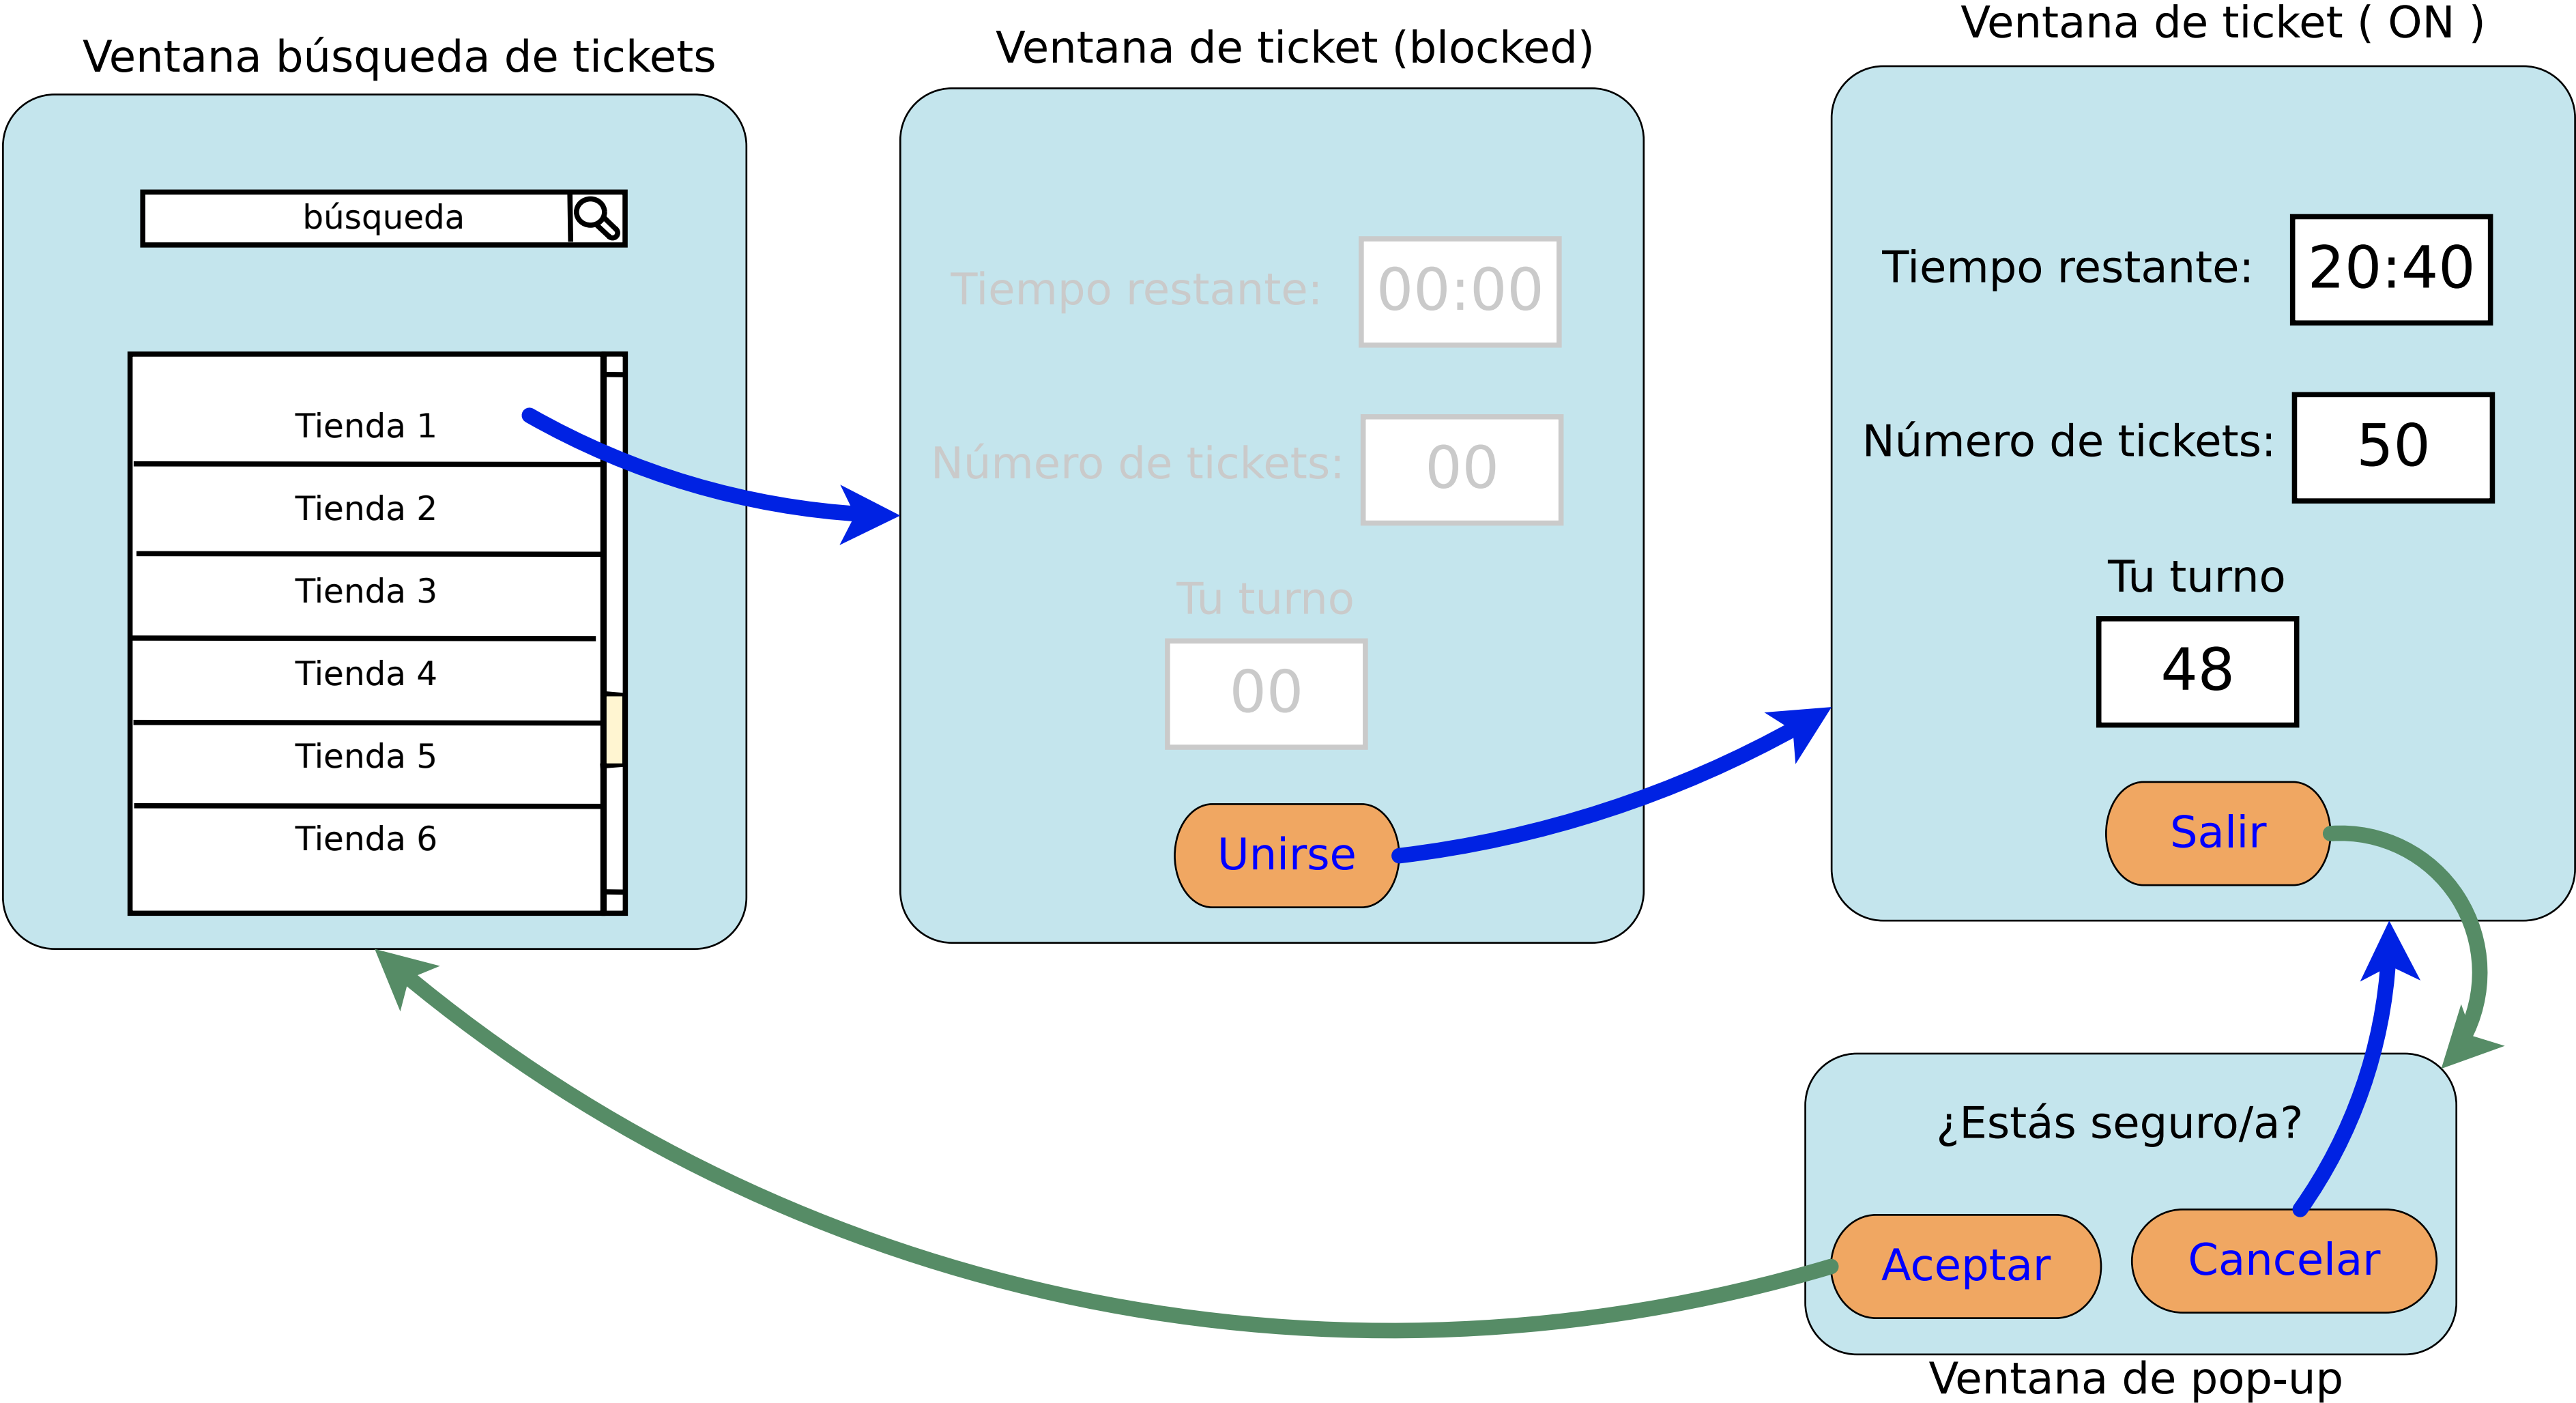 Ventana búsqueda de tickets
búsqueda
Tienda 1
Tienda 2
Tienda 3
Tienda 4
Tienda 5
Tienda 6
Ventana de ticket (blocked)
Tiempo restante: 00:00
Número de tickets: 00
Tu turno
00
Unirse
Ventana de ticket ( ON )
Tiempo restante: 20:40
Número de tickets: 50
Tu turno
48
Salir
¿Estás seguro/a?
Aceptar Cancelar
Ventana de pop-up